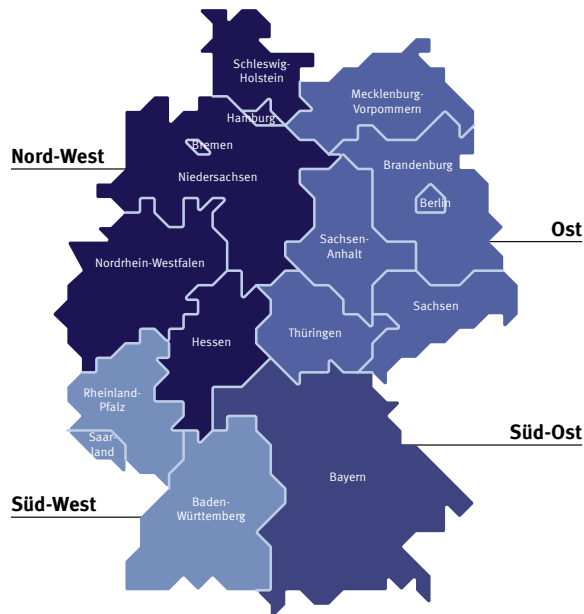 Schleswig-
Holstein
Mecklenburg-
Vorpommern
Hamburg
Bremen
Nord-West
Niedersachsen
Brandenburg
Berlin
Ost
Sachsen-
Anhalt
Nordrhein-Westfalen
Sachsen
Hessen
Thüringen
Rheinland-
Pfalz
Saar-
land
Süd-Ost
Bayern
Süd-West
Baden-
Württemberg